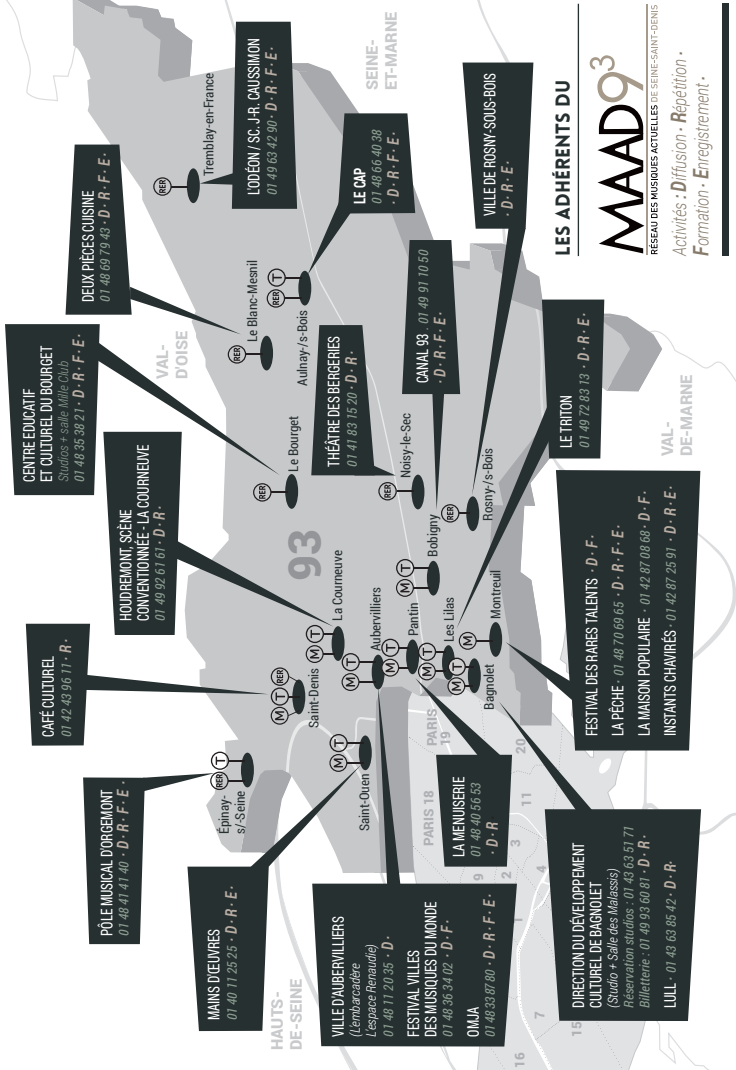 PÔLE MUSICAL D'ORGEMONT
01 48 41 41 40 · D · R · F · E ·
CAFÉ CULTUREL
01 42 43 96 11 · R ·
HOUDREMONT, SCÈNE
CONVENTIONNÉE - LA COURNEUVE
01 49 92 61 61 · D · R ·
CENTRE EDUCATIF
ET CULTUREL DU BOURGET
Studios + salle Mille Club
01 48 35 38 21 · D · R · F · E ·
DEUX PIÈCES CUISINE
01 48 69 79 43 · D · R · F · E ·
L'ODÉON / SC. J-R. CAUSSIMON
01 49 63 42 90 · D · R · F · E ·
LE CAP
01 48 66 40 38
· D · R · F · E ·
VILLE DE ROSNY-SOUS-BOIS
· D · R · E ·
CANAL 93 . 01 49 91 10 50
· D · R · F · E ·
THÉÂTRE DES BERGERIES
01 41 83 15 20 · D · R ·
LE TRITON
01 49 72 83 13 · D · R · E ·
MAINS D'ŒUVRES
01 40 11 25 25 · D · R · E ·
VILLE D'AUBERVILLIERS
(L'embarcadère
L'espace Renaudie)
01 48 11 20 35 · D ·
FESTIVAL VILLES
DES MUSIQUES DU MONDE
01 48 36 34 02 · D · F ·
OMJA
01 48 33 87 80 · D · R · F · E ·
LA MENUISERIE
01 48 40 56 53
· D · R
DIRECTION DU DÉVELOPPEMENT
CULTUREL DE BAGNOLET
(Studio + Salle des Malassis)
Réservation studios : 01 43 63 51 71
Billetterie : 01 49 93 60 81 · D · R ·
LULL · 01 43 63 85 42 · D · R ·
FESTIVAL DES RARES TALENTS · D · F ·
LA PÊCHE · 01 48 70 69 65 · D · R · F · E ·
LA MAISON POPULAIRE · 01 42 87 08 68 · D · F ·
INSTANTS CHAVIRÉS · 01 42 87 25 91 · D · R · E ·
VAL-
D'OISE
SEINE-
ET-MARNE
VAL-
DE-MARNE
HAUTS-
DE-SEINE
93
PARIS 18
PARIS
19
20
11
3
2
9
4
1
7
15
16
RER T
Épinay-
s/-Seine
M T RER
Saint-Denis
M T
Saint-Ouen
M T
La Courneuve
M T
Aubervilliers
M T
Pantin
M T
Les Lilas
M T
Bagnolet
M
Montreuil
M T
Bobigny
RER
Noisy-le-Sec
RER
Rosny-/s-Bois
RER
Le Bourget
RER
Le Blanc-Mesnil
RER T
Aulnay-/s-Bois
RER
Tremblay-en-France
LES ADHÉRENTS DU
MAAD93
RÉSEAU DES MUSIQUES ACTUELLES DE SEINE-SAINT-DENIS
Activités : Diffusion · Répétition ·
Formation · Enregistrement ·